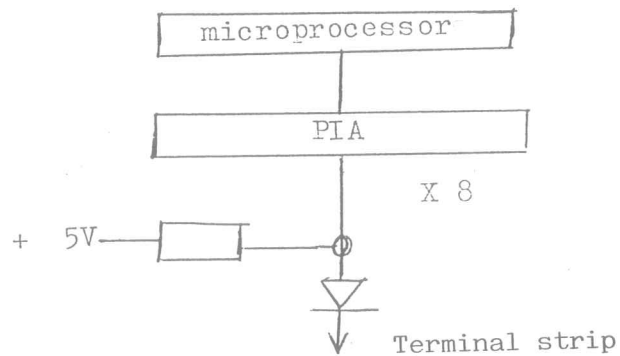 microprocessor
PIA
X 8
+ 5V
Terminal strip